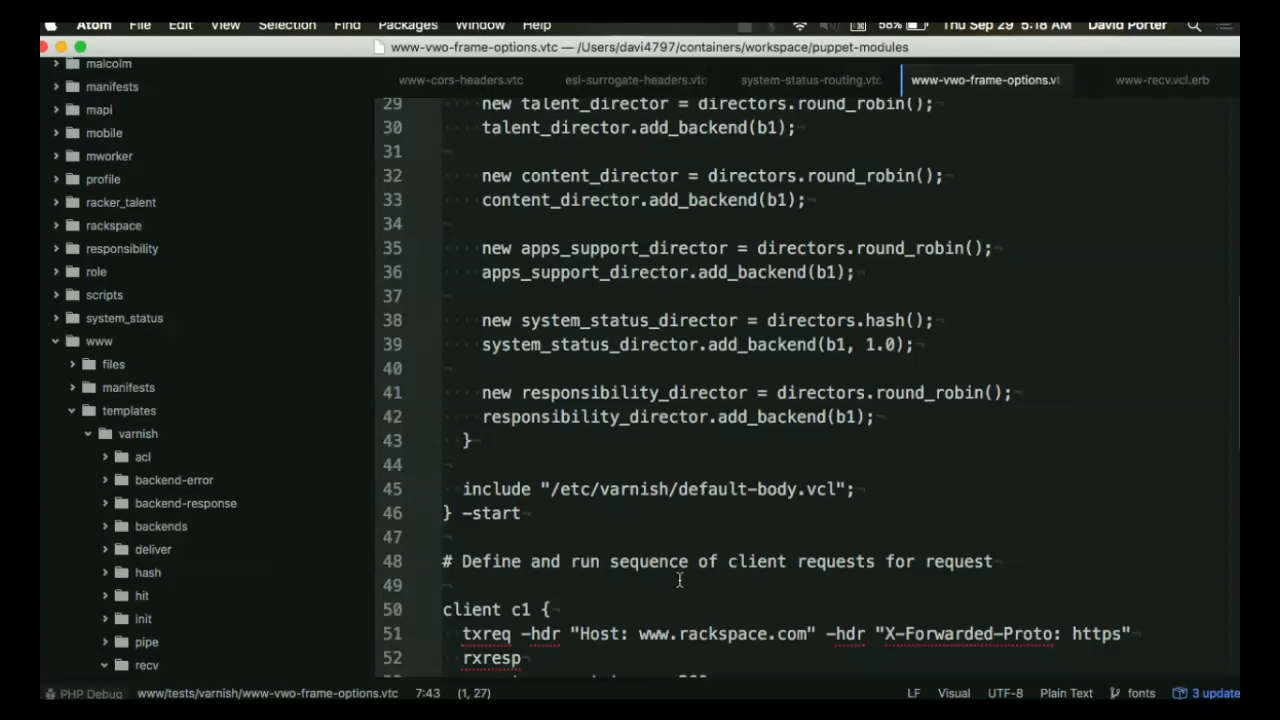 Atom File Edit View Selection Find Packages Window Help 58% Thu Sep 29 5:18 AM David Porter
www-vwo-frame-options.vtc — /Users/davi4797/containers/workspace/puppet-modules
malcolm
manifests
mapi
mobile
mworker
profile
racker_talent
rackspace
responsibility
role
scripts
system_status
www
files
manifests
templates
varnish
acl
backend-error
backend-response
backends
deliver
hash
hit
init
pipe
recv
www-cors-headers.vtc esi-surrogate-headers.vtc system-status-routing.vtc www-vwo-frame-options.vt www-recv.vcl.erb
29 new talent_director = directors.round_robin();
30 talent_director.add_backend(b1);
31
32 new content_director = directors.round_robin();
33 content_director.add_backend(b1);
34
35 new apps_support_director = directors.round_robin();
36 apps_support_director.add_backend(b1);
37
38 new system_status_director = directors.hash();
39 system_status_director.add_backend(b1, 1.0);
40
41 new responsibility_director = directors.round_robin();
42 responsibility_director.add_backend(b1);
43 }
44
45 include "/etc/varnish/default-body.vcl";
46 } -start
47
48 # Define and run sequence of client requests for request
49
50 client c1 {
51 txreq -hdr "Host: www.rackspace.com" -hdr "X-Forwarded-Proto: https"
52 rxresp
PHP Debug www/tests/varnish/www-vwo-frame-options.vtc 7:43 (1, 27) LF Visual UTF-8 Plain Text fonts 3 update